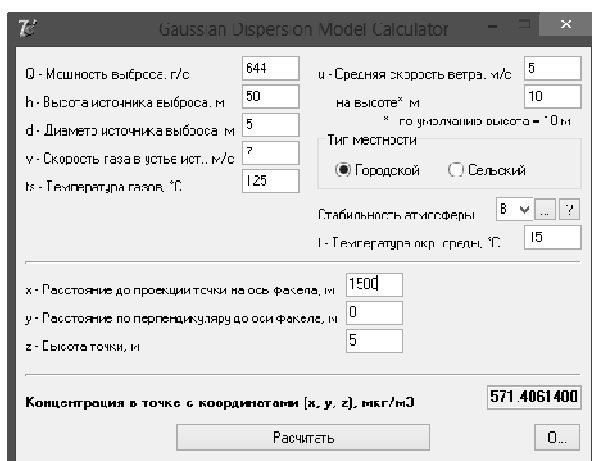 Gaussian Dispersion Model Calculator
Q - Мощность выброса, г/с 644
h - Высота источника выброса, м 50
d - Диаметр источника выброса, м 5
v - Скорость газа в устье ист., м/с 7
ts - Температура газов, °C 125
u - Средняя скорость ветра, м/с 5
на высоте*, м 10
* - по умолчанию высота = 10 м
Тип местности
Городской Сельский
Стабильность атмосферы B ... ?
t - Температура окр. среды, °C 15
x - Расстояние до проекции точки на ось факела, м 1500
y - Расстояние по перпендикуляру до оси факела, м 0
z - Высота точки, м 5
Концентрация в точке с координатами (x, y, z), мкг/м3 571.4061400
Расчитать О...